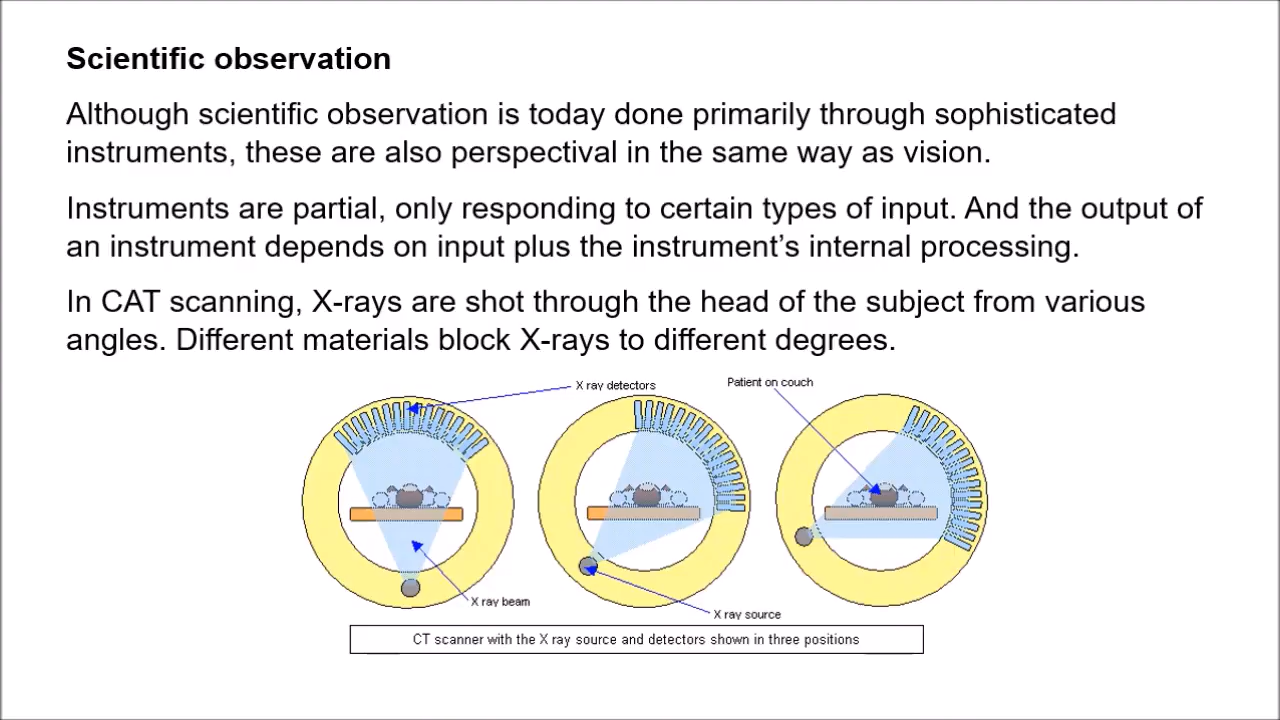 Scientific observation
Although scientific observation is today done primarily through sophisticated
instruments, these are also perspectival in the same way as vision.
Instruments are partial, only responding to certain types of input. And the output of
an instrument depends on input plus the instrument’s internal processing.
In CAT scanning, X-rays are shot through the head of the subject from various
angles. Different materials block X-rays to different degrees.
X ray detectors
Patient on couch
X ray beam
X ray source
CT scanner with the X ray source and detectors shown in three positions